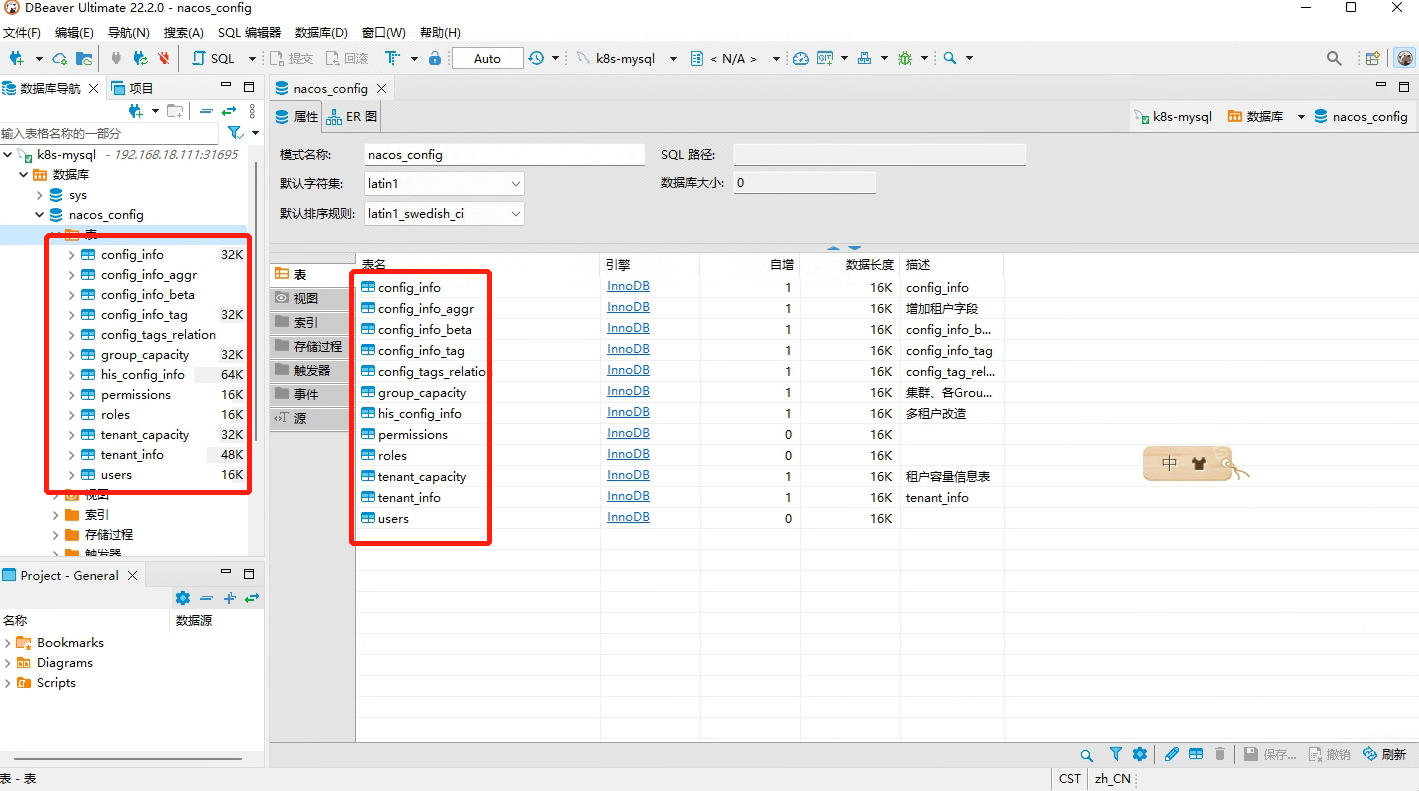 DBeaver Ultimate 22.2.0 - nacos_config
文件(F) 编辑(E) 导航(N) 搜索(A) SQL 编辑器 数据库(D) 窗口(W) 帮助(H)
SQL 提交 回滚 Auto k8s-mysql < N/A >
数据库导航 项目
输入表格名称的一部分
k8s-mysql - 192.168.18.111:31695
数据库
sys
nacos_config
表
config_info 32K
config_info_aggr
config_info_beta
config_info_tag 32K
config_tags_relation
group_capacity 32K
his_config_info 64K
permissions 16K
roles 16K
tenant_capacity 32K
tenant_info 48K
users 16K
视图
索引
存储过程
触发器
Project - General
名称 数据源
Bookmarks
Diagrams
Scripts
nacos_config
属性 ER 图 k8s-mysql 数据库 nacos_config
模式名称: nacos_config SQL 路径:
默认字符集: latin1 数据库大小: 0
默认排序规则: latin1_swedish_ci
表
视图
索引
存储过程
触发器
事件
源
表名 引擎 自增 数据长度 描述
config_info InnoDB 1 16K config_info
config_info_aggr InnoDB 1 16K 增加租户字段
config_info_beta InnoDB 1 16K config_info_b...
config_info_tag InnoDB 1 16K config_info_tag
config_tags_relatio InnoDB 1 16K config_tag_rel...
group_capacity InnoDB 1 16K 集群、各Grou...
his_config_info InnoDB 1 16K 多租户改造
permissions InnoDB 0 16K
roles InnoDB 0 16K
tenant_capacity InnoDB 1 16K 租户容量信息表
tenant_info InnoDB 1 16K tenant_info
users InnoDB 0 16K
中
保存... 撤销 刷新
表 - 表 CST zh_CN